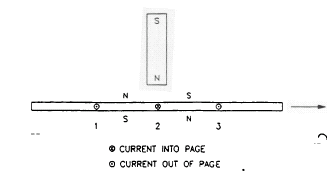 S
N
N S
S N
1 2 3
⊗ CURRENT INTO PAGE
⊙ CURRENT OUT OF PAGE